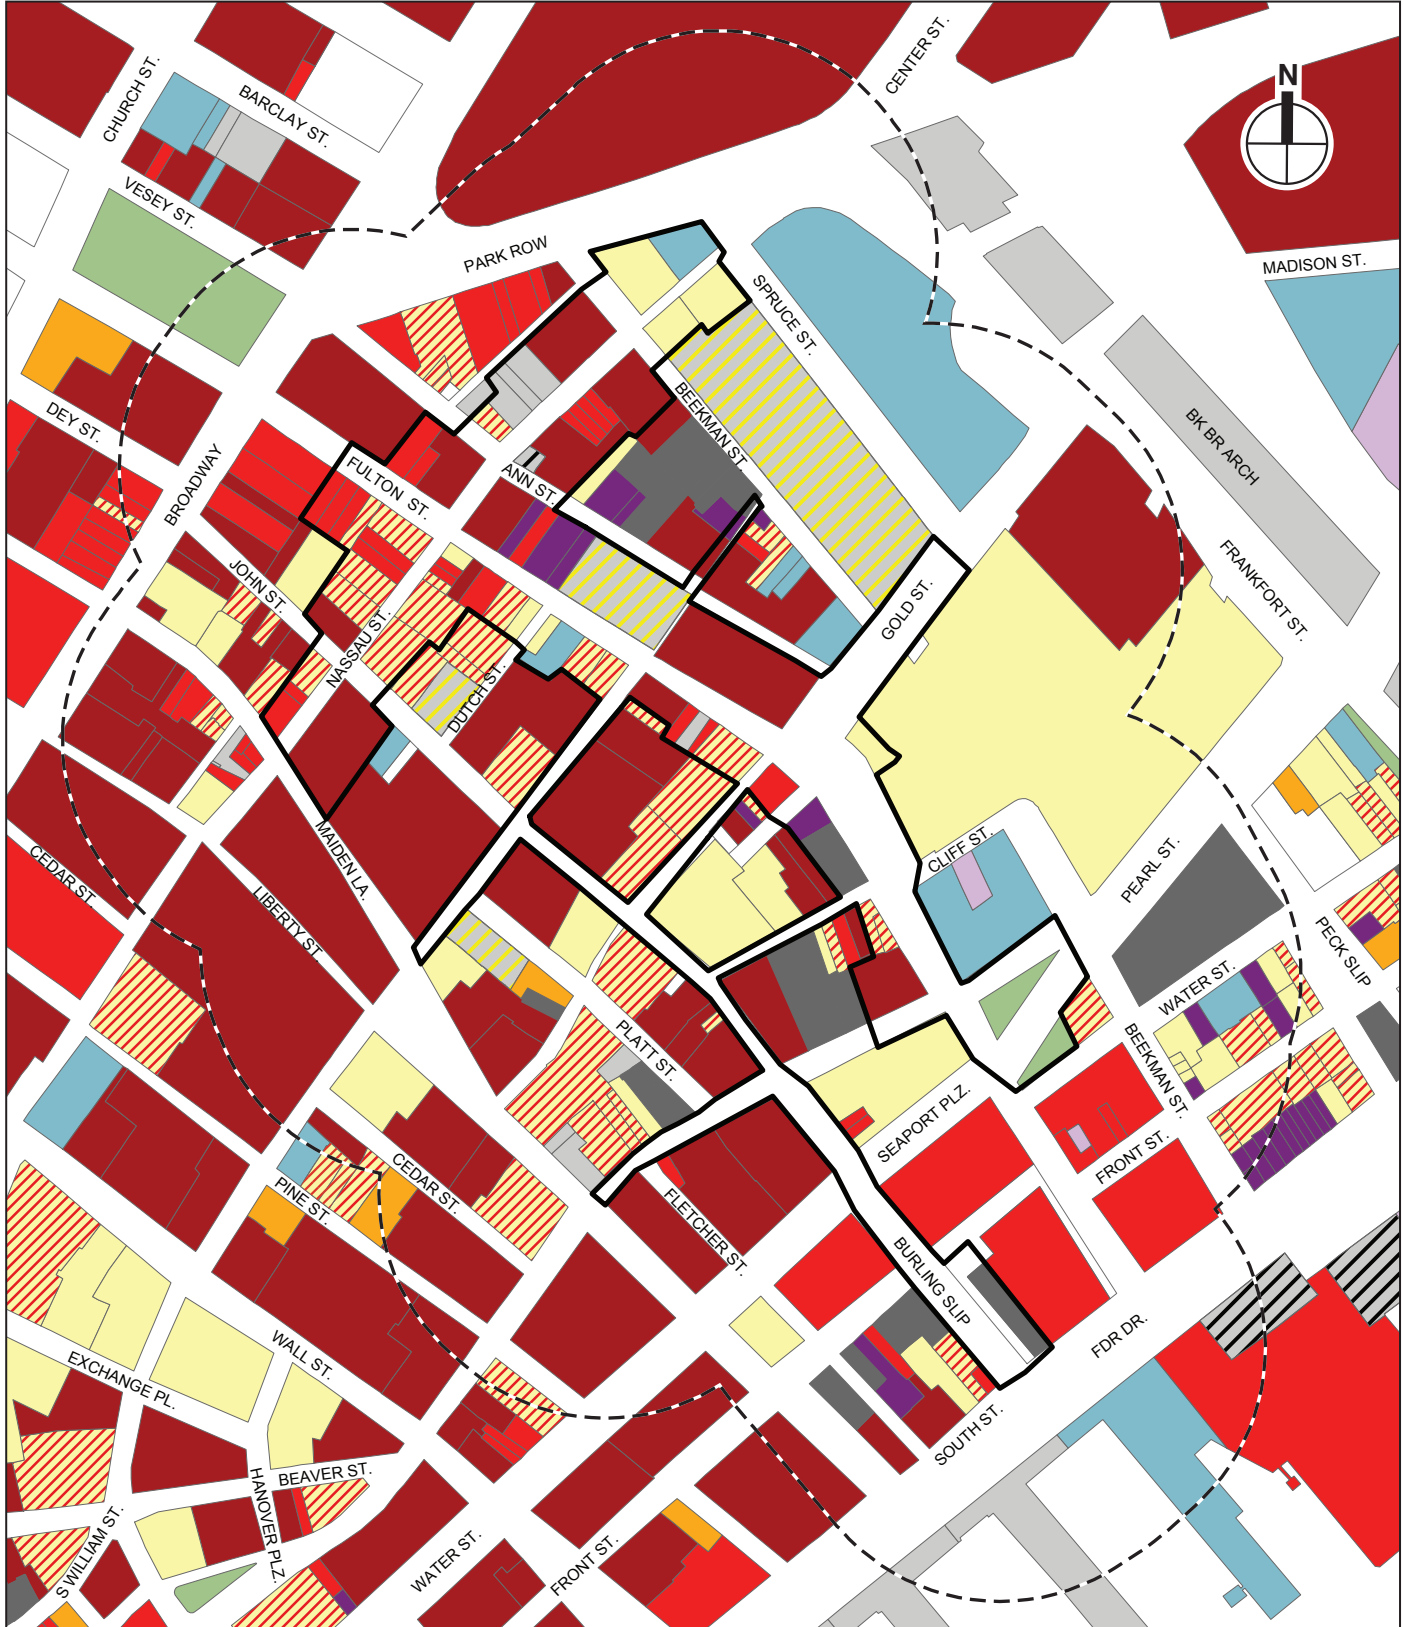 CENTER ST.
CHURCH ST.
N
BARCLAY ST.
VESEY ST.
PARK ROW
MADISON ST.
SPRUCE ST.
DEY ST.
BEEKMAN ST
BK BR ARCH
BROADWAY
FULTON ST.
ANN ST.
FRANKFORT ST.
JOHN ST.
GOLD ST.
NASSAU ST.
DUTCH ST.
MAIDEN LA.
CLIFF ST.
PEARL ST.
CEDAR ST.
LIBERTY ST.
PECK SLIP
WATER ST.
PLATT ST.
BEEKMAN ST.
SEAPORT PLZ.
FRONT ST.
CEDAR ST.
PINE ST.
FLETCHER ST.
BURLING SLIP
FDR DR.
WALL ST.
EXCHANGE PL.
SOUTH ST.
BEAVER ST.
HANOVER PLZ.
S WILLIAM ST.
WATER ST.
FRONT ST.